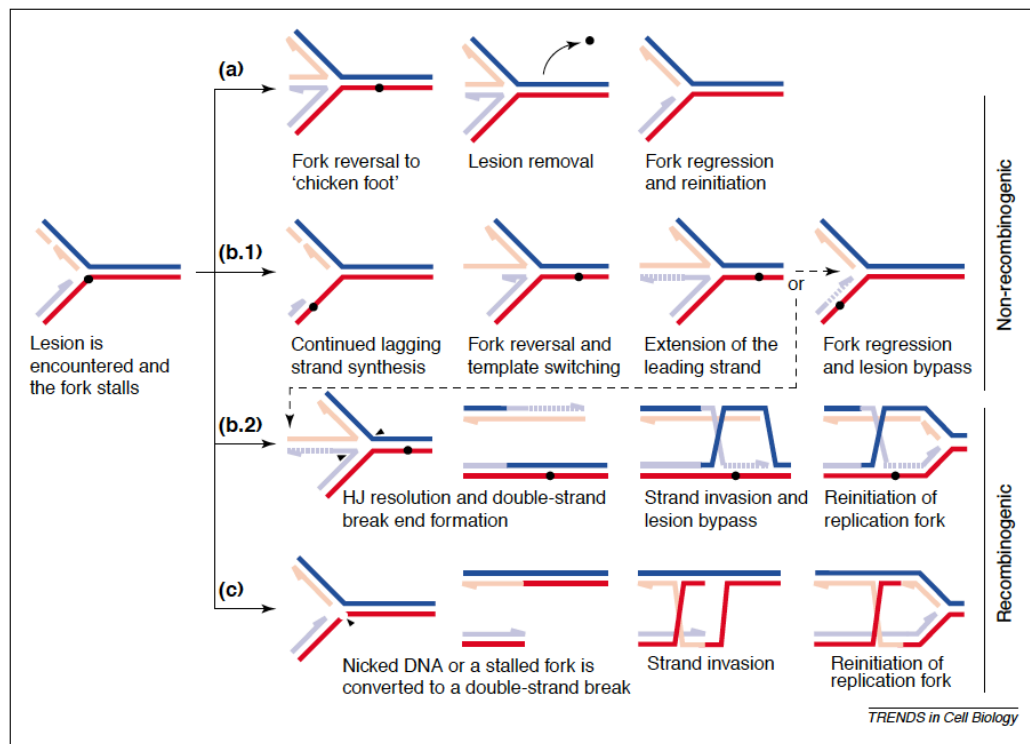 (a)
Fork reversal to
‘chicken foot’
Lesion removal
Fork regression
and reinitiation
Non-recombinogenic
(b.1)
or
Lesion is
encountered and
the fork stalls
Continued lagging
strand synthesis
Fork reversal and
template switching
Extension of the
leading strand
Fork regression
and lesion bypass
(b.2)
HJ resolution and double-strand
break end formation
Strand invasion and
lesion bypass
Reinitiation of
replication fork
Recombinogenic
(c)
Nicked DNA or a stalled fork is
converted to a double-strand break
Strand invasion
Reinitiation of
replication fork
TRENDS in Cell Biology